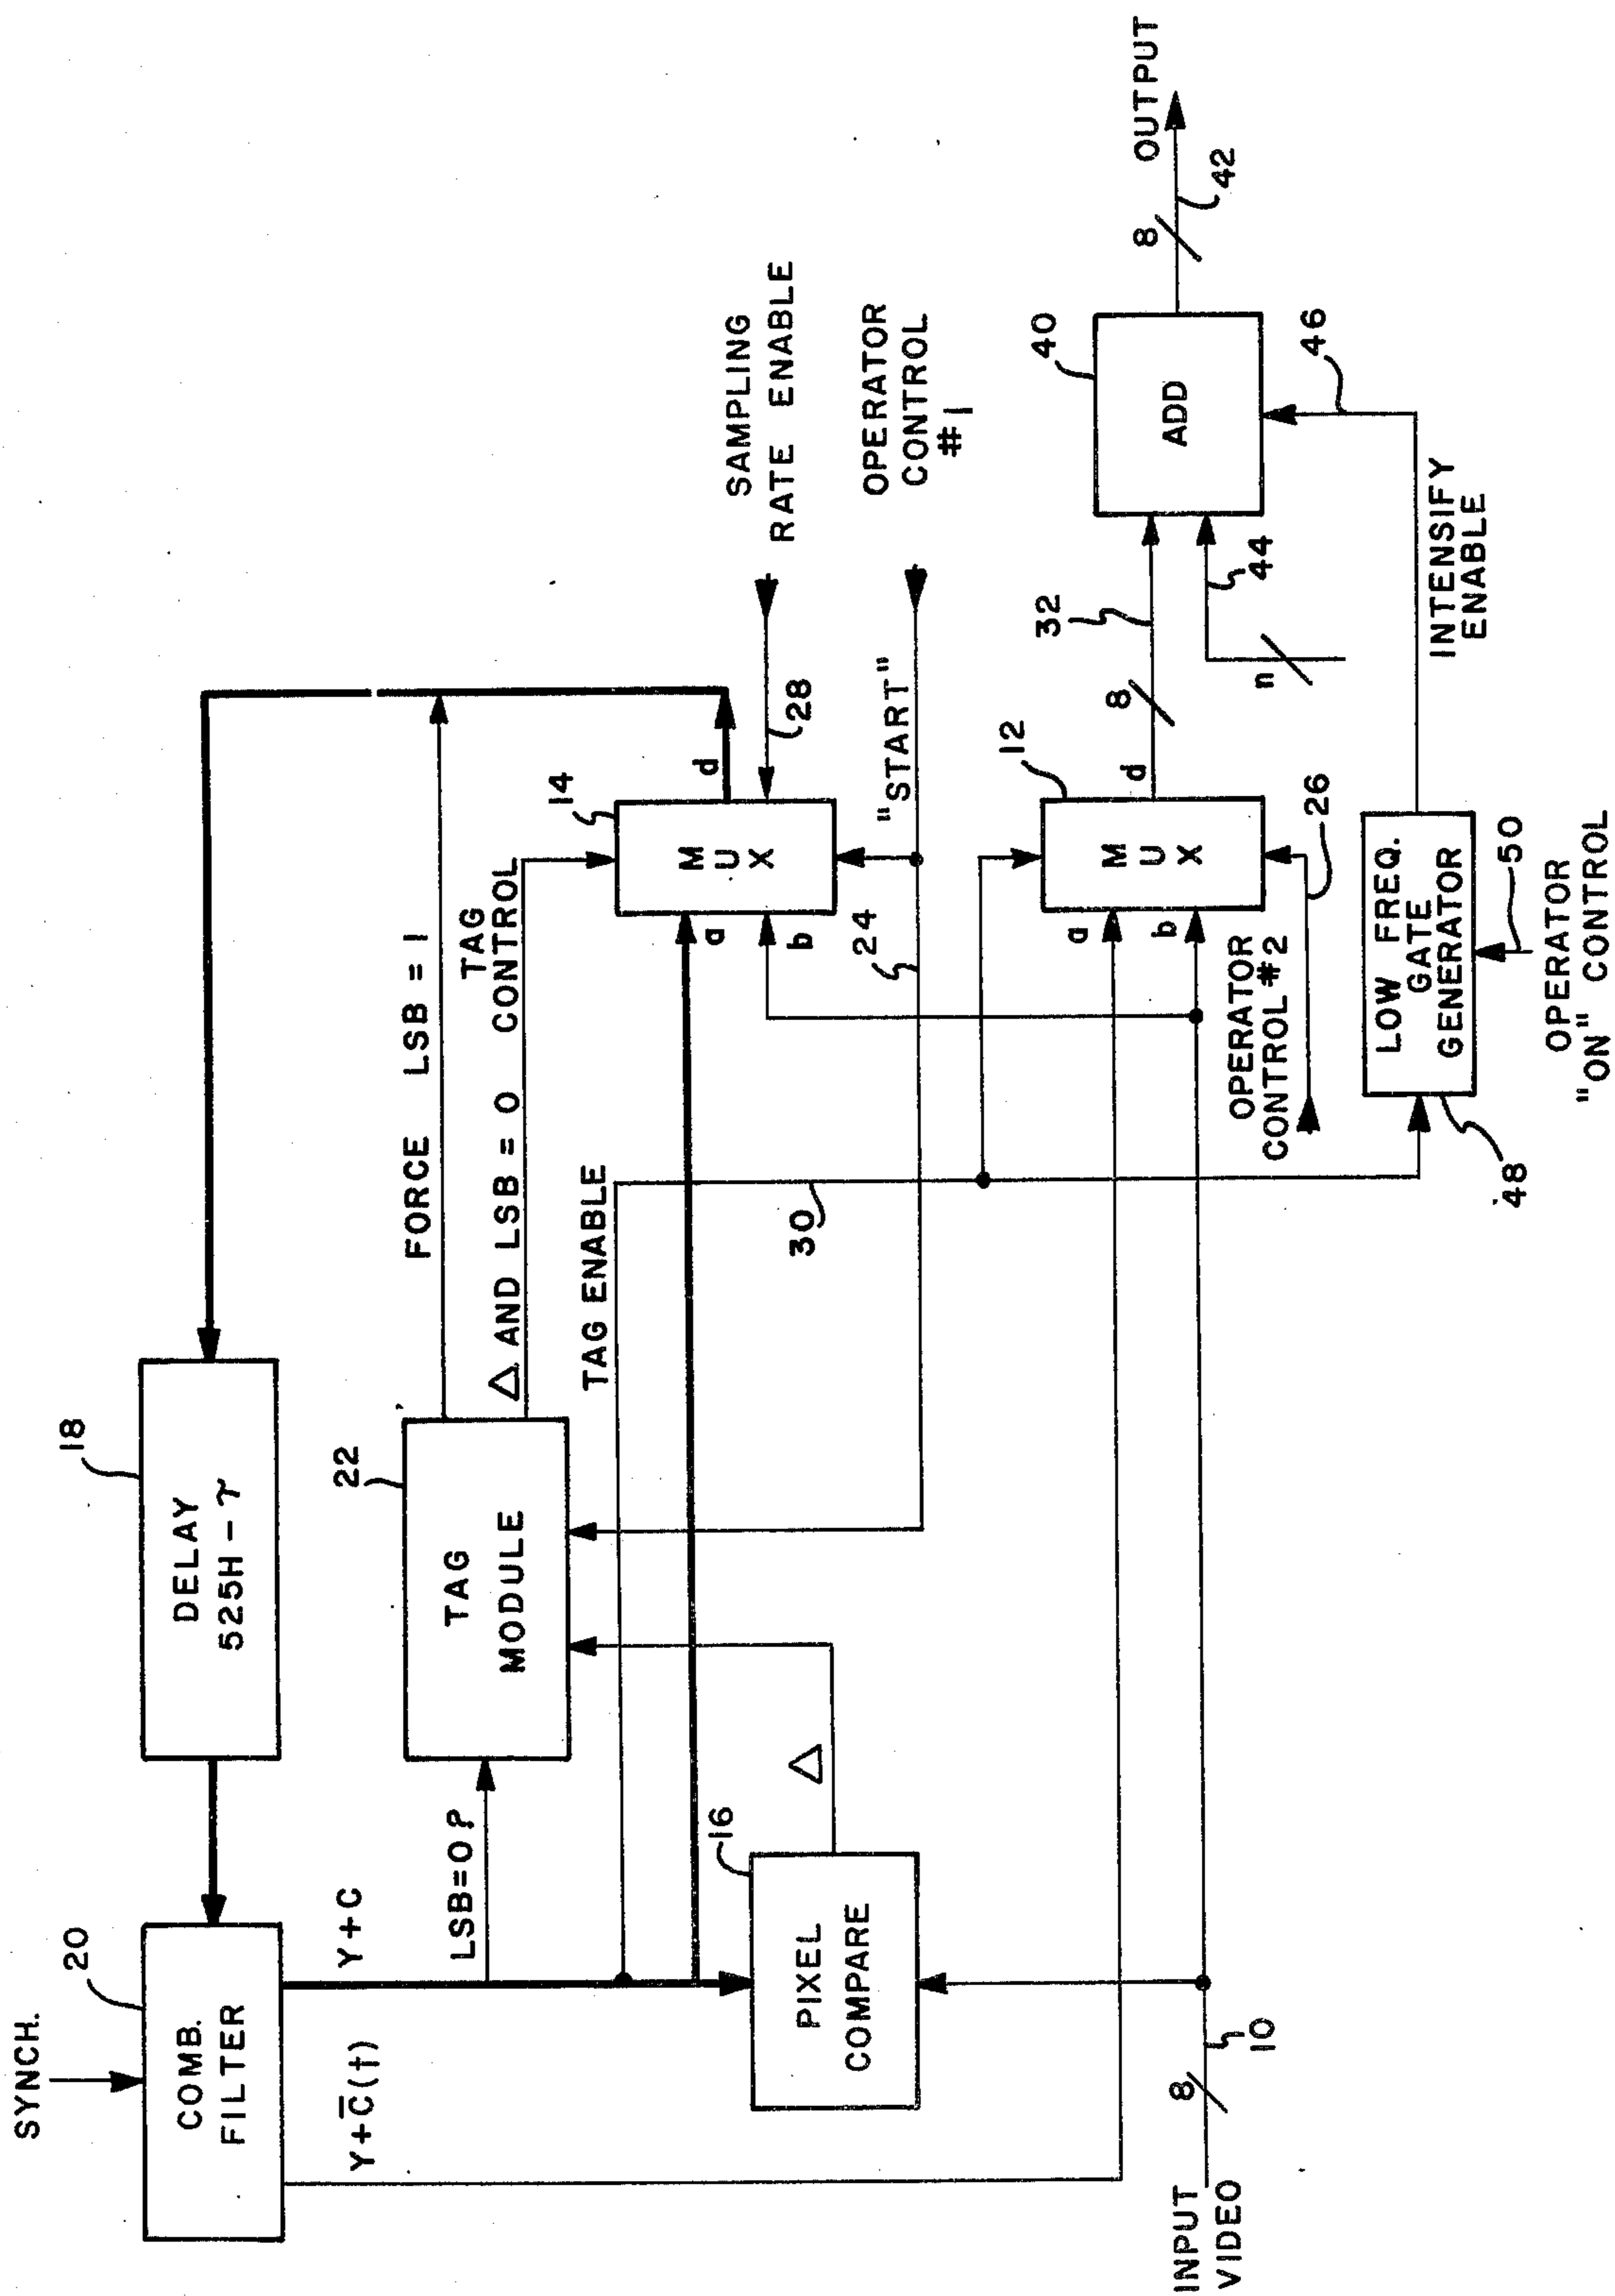 SYNCH.
20
COMB.
FILTER
Y+C̅(t)
Y+C
18
DELAY
525H-τ
FORCE LSB = 1
LSB=0?
22
TAG
MODULE
△ AND LSB = 0
TAG
CONTROL
TAG ENABLE
16
PIXEL
COMPARE
△
14
MUX
a
b
d
SAMPLING
RATE ENABLE
28
"START"
OPERATOR
CONTROL
#1
24
30
12
MUX
a
b
d
8
32
OPERATOR
CONTROL #2
26
INPUT
VIDEO
8
10
40
ADD
44
n
46
8
42
OUTPUT
INTENSIFY
ENABLE
LOW FREQ.
GATE
GENERATOR
48
50
OPERATOR
"ON" CONTROL